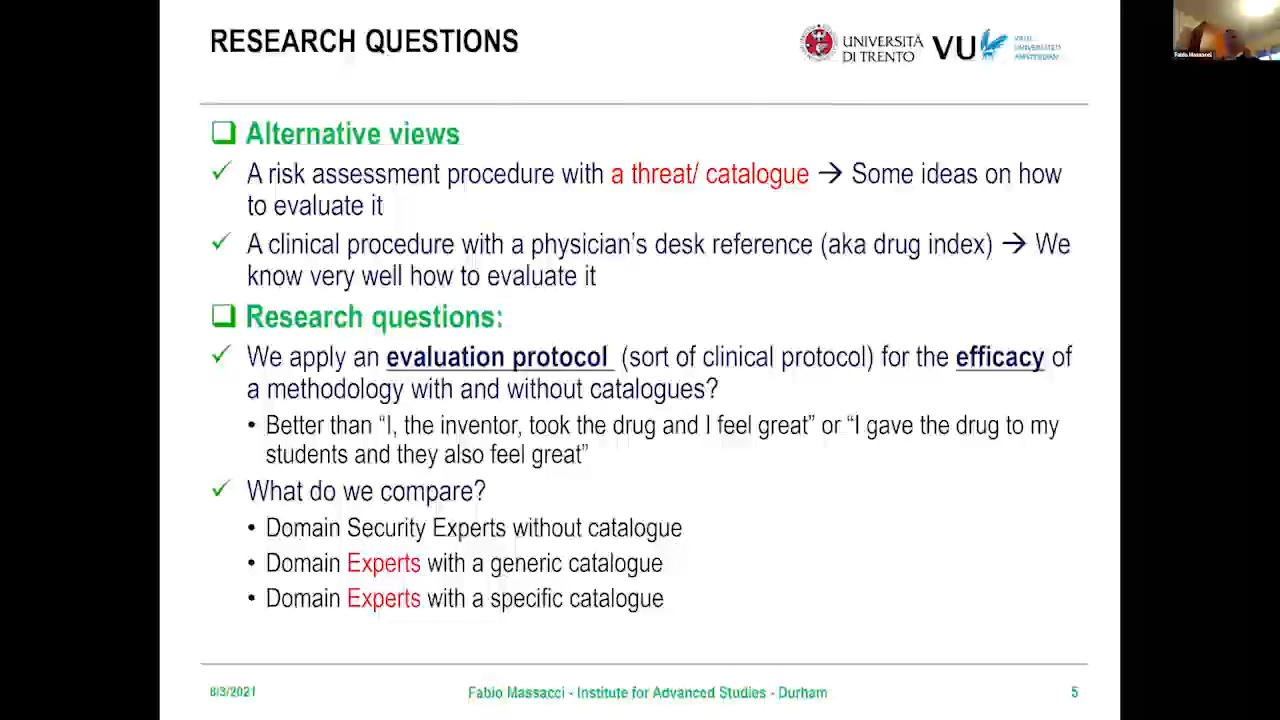 RESEARCH QUESTIONS
UNIVERSITÀ
DI TRENTO
VU
VRIJE
UNIVERSITEIT
AMSTERDAM
Fabio Massacci
Alternative views
A risk assessment procedure with a threat/ catalogue → Some ideas on how
to evaluate it
A clinical procedure with a physician’s desk reference (aka drug index) → We
know very well how to evaluate it
Research questions:
We apply an evaluation protocol (sort of clinical protocol) for the efficacy of
a methodology with and without catalogues?
• Better than “I, the inventor, took the drug and I feel great” or “I gave the drug to my
students and they also feel great”
What do we compare?
• Domain Security Experts without catalogue
• Domain Experts with a generic catalogue
• Domain Experts with a specific catalogue
8/3/2021
Fabio Massacci - Institute for Advanced Studies - Durham
5